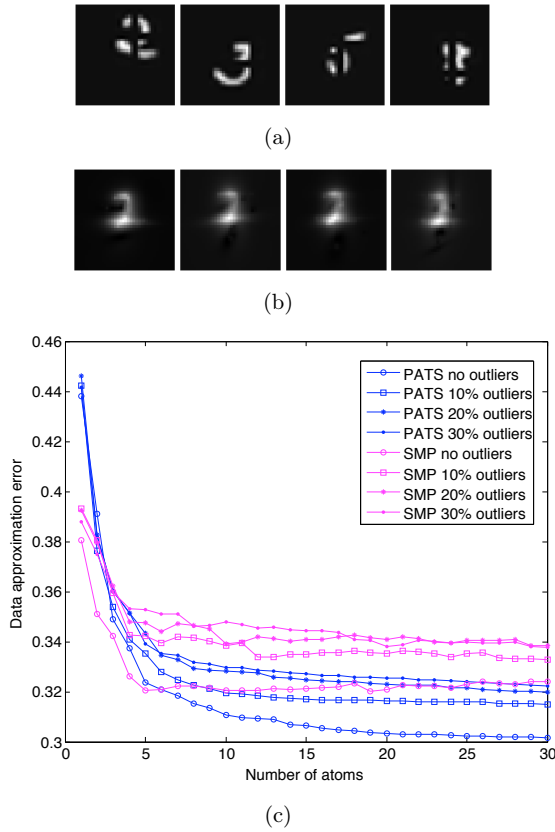 (a)
(b)
0.46
0.44
0.42
0.4
0.38
0.36
0.34
0.32
0.3
Data approximation error
PATS no outliers
PATS 10% outliers
PATS 20% outliers
PATS 30% outliers
SMP no outliers
SMP 10% outliers
SMP 20% outliers
SMP 30% outliers
0 5 10 15 20 25 30
Number of atoms
(c)